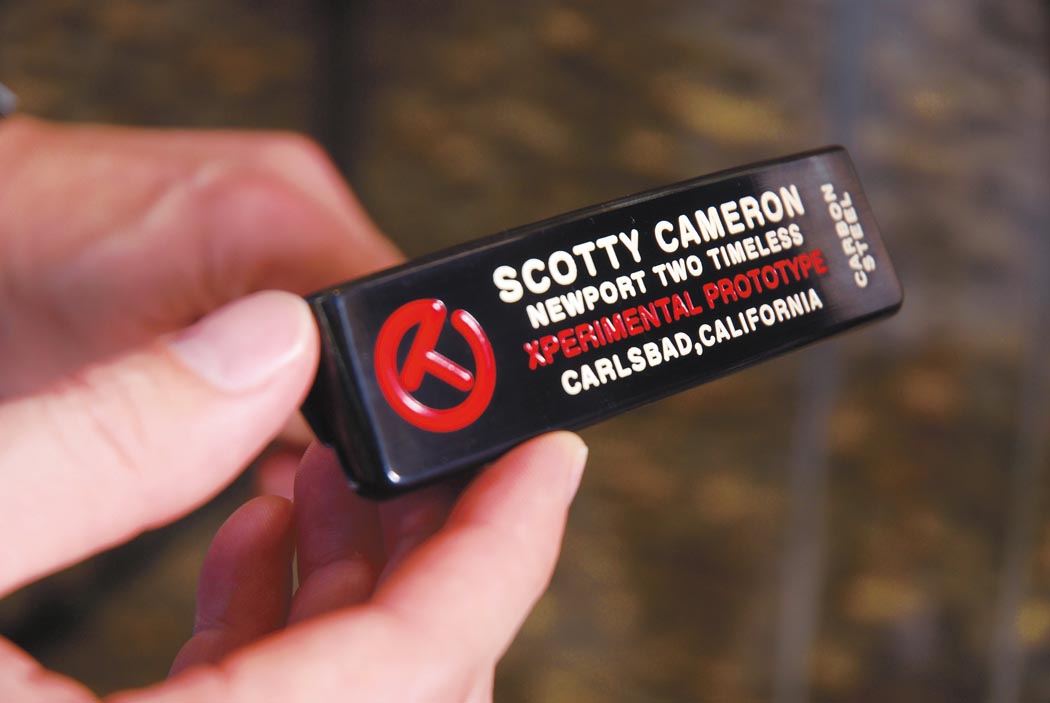 SCOTTY CAMERON
NEWPORT TWO TIMELESS
XPERIMENTAL PROTOTYPE
CARLSBAD,CALIFORNIA
CARBON
STEEL